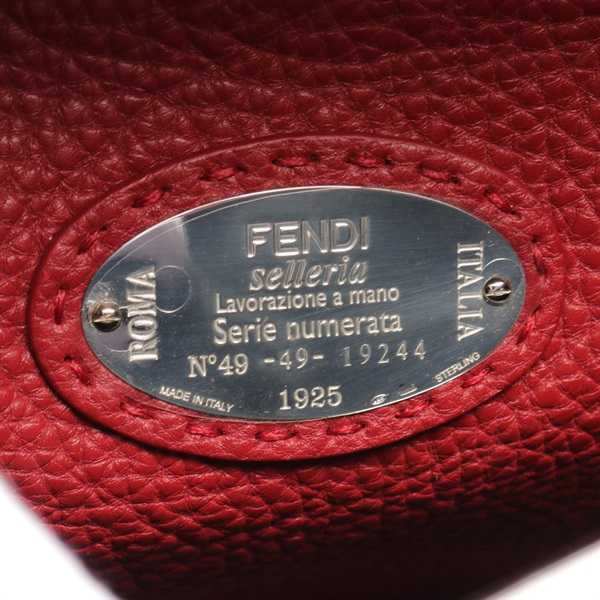 FENDI
selleria
Lavorazione a mano
Serie numerata
N°49 -49- 19244
1925
ROMA
ITALIA
MADE IN ITALY
STERLING